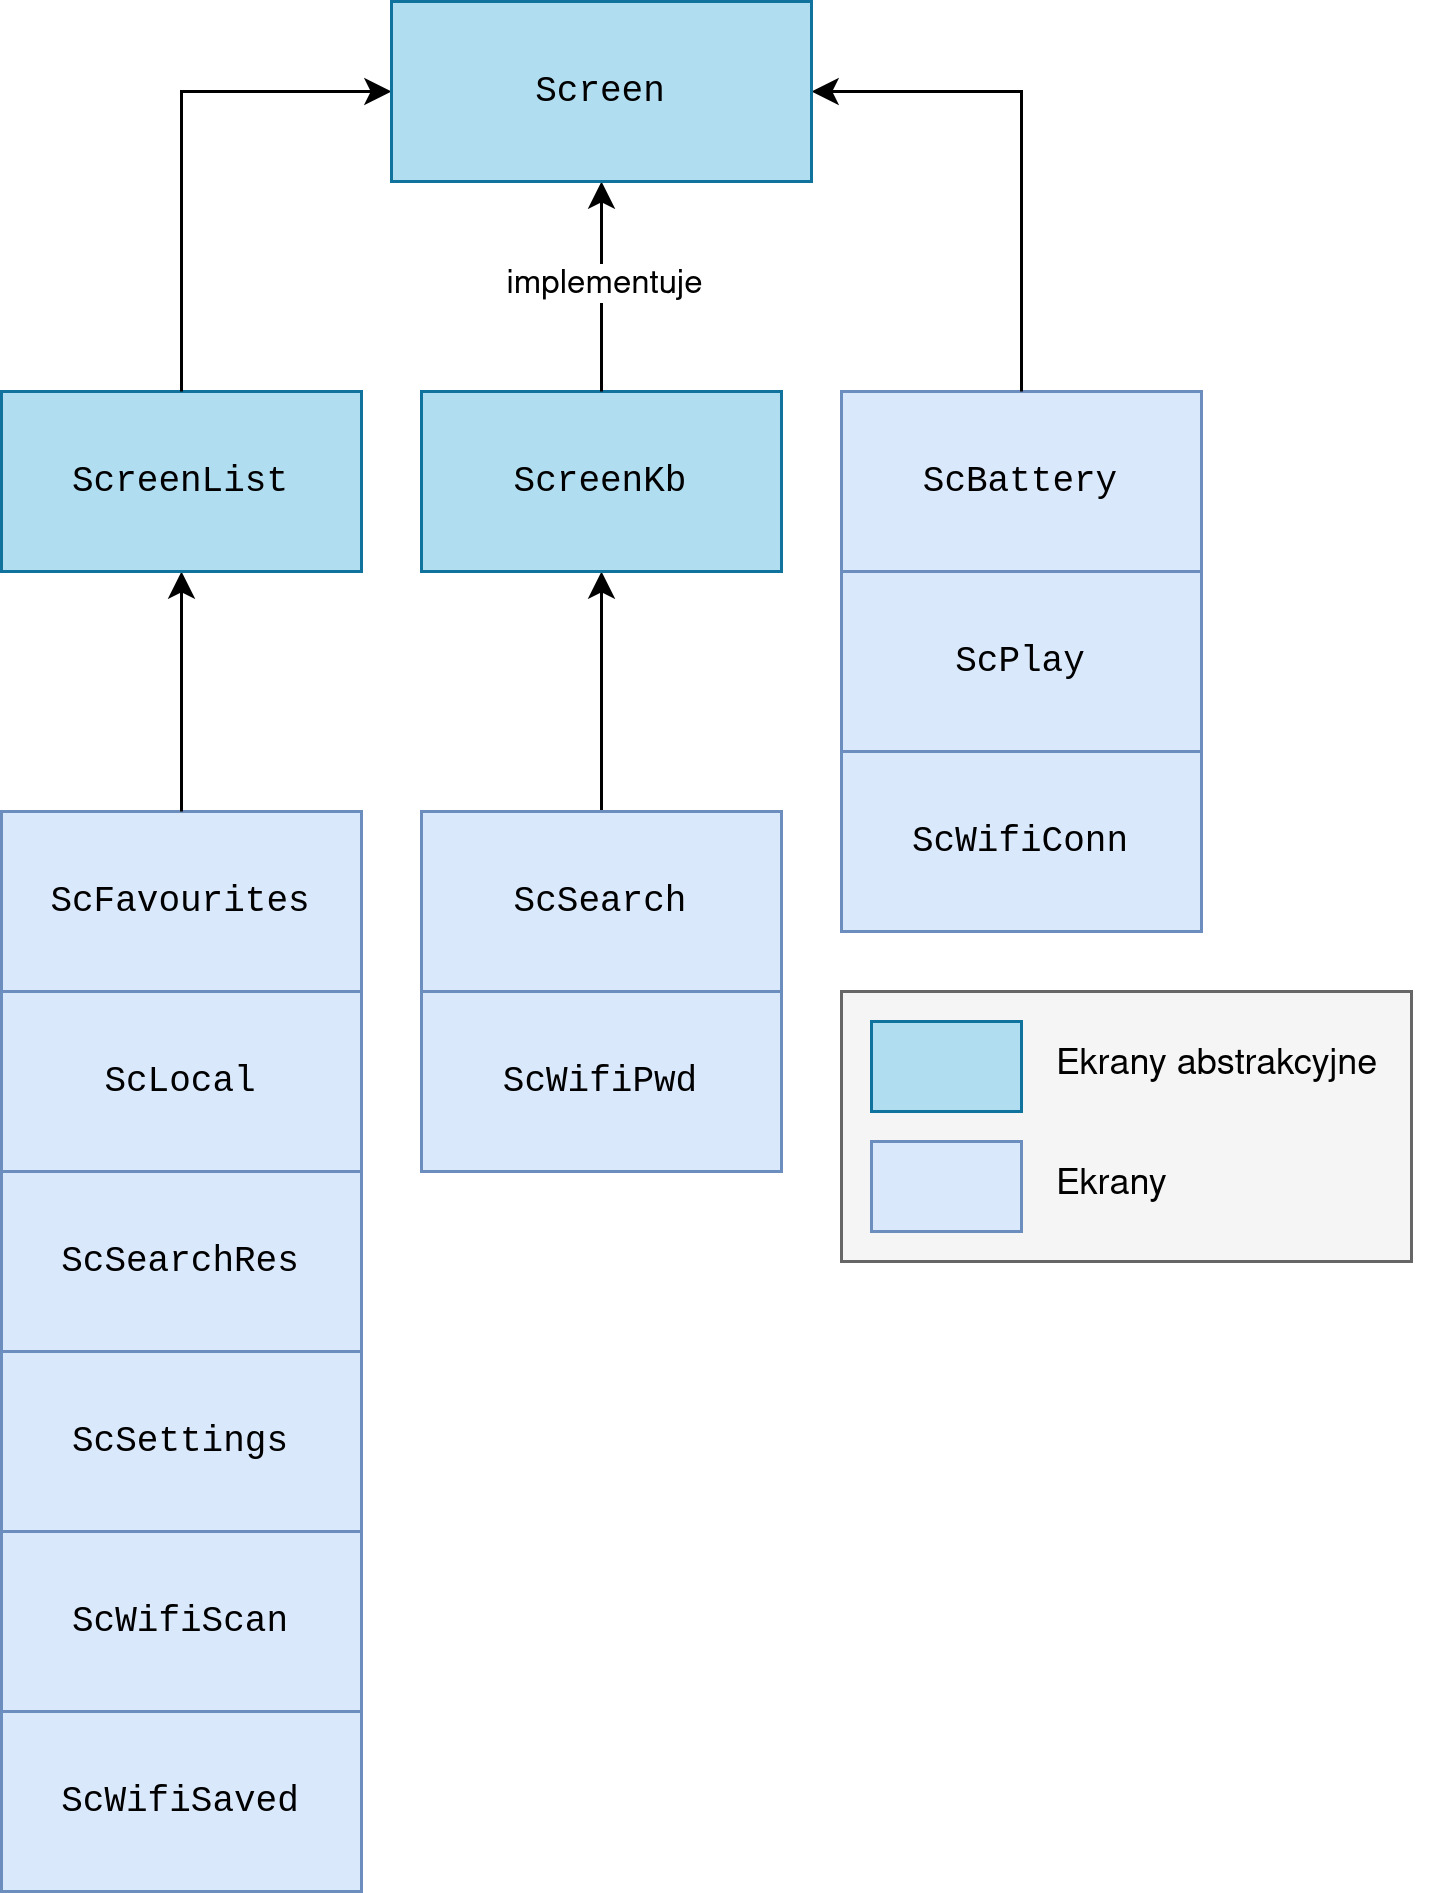 Screen
implementuje
ScreenList
ScreenKb
ScBattery
ScPlay
ScWifiConn
ScFavourites
ScSearch
ScLocal
ScWifiPwd
Ekrany abstrakcyjne
Ekrany
ScSearchRes
ScSettings
ScWifiScan
ScWifiSaved